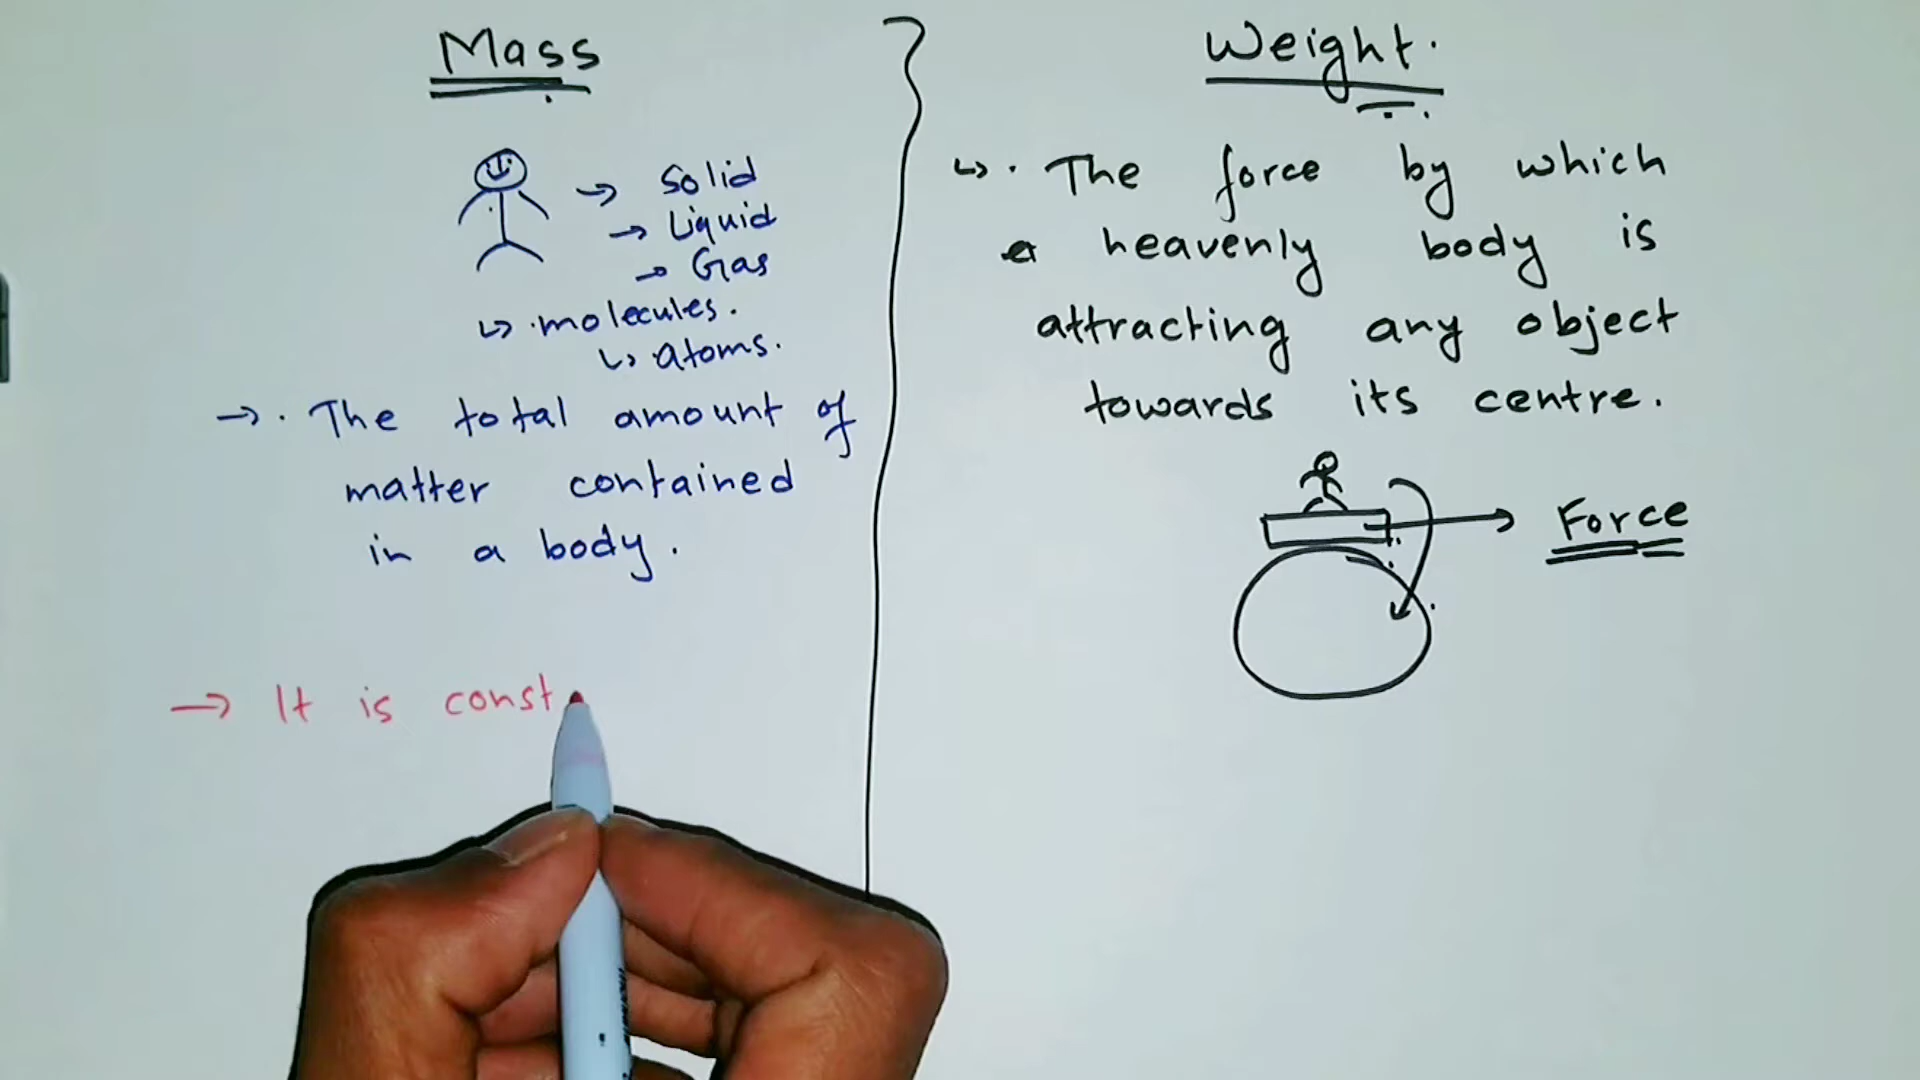 Mass
→ Solid
→ Liquid
→ Gas
↳ .molecules.
↳ .atoms.
→ . The total amount of
matter contained
in a body.
→ It is const
Weight.
↳ . The force by which
a heavenly body is
attracting any object
towards its centre.
Force